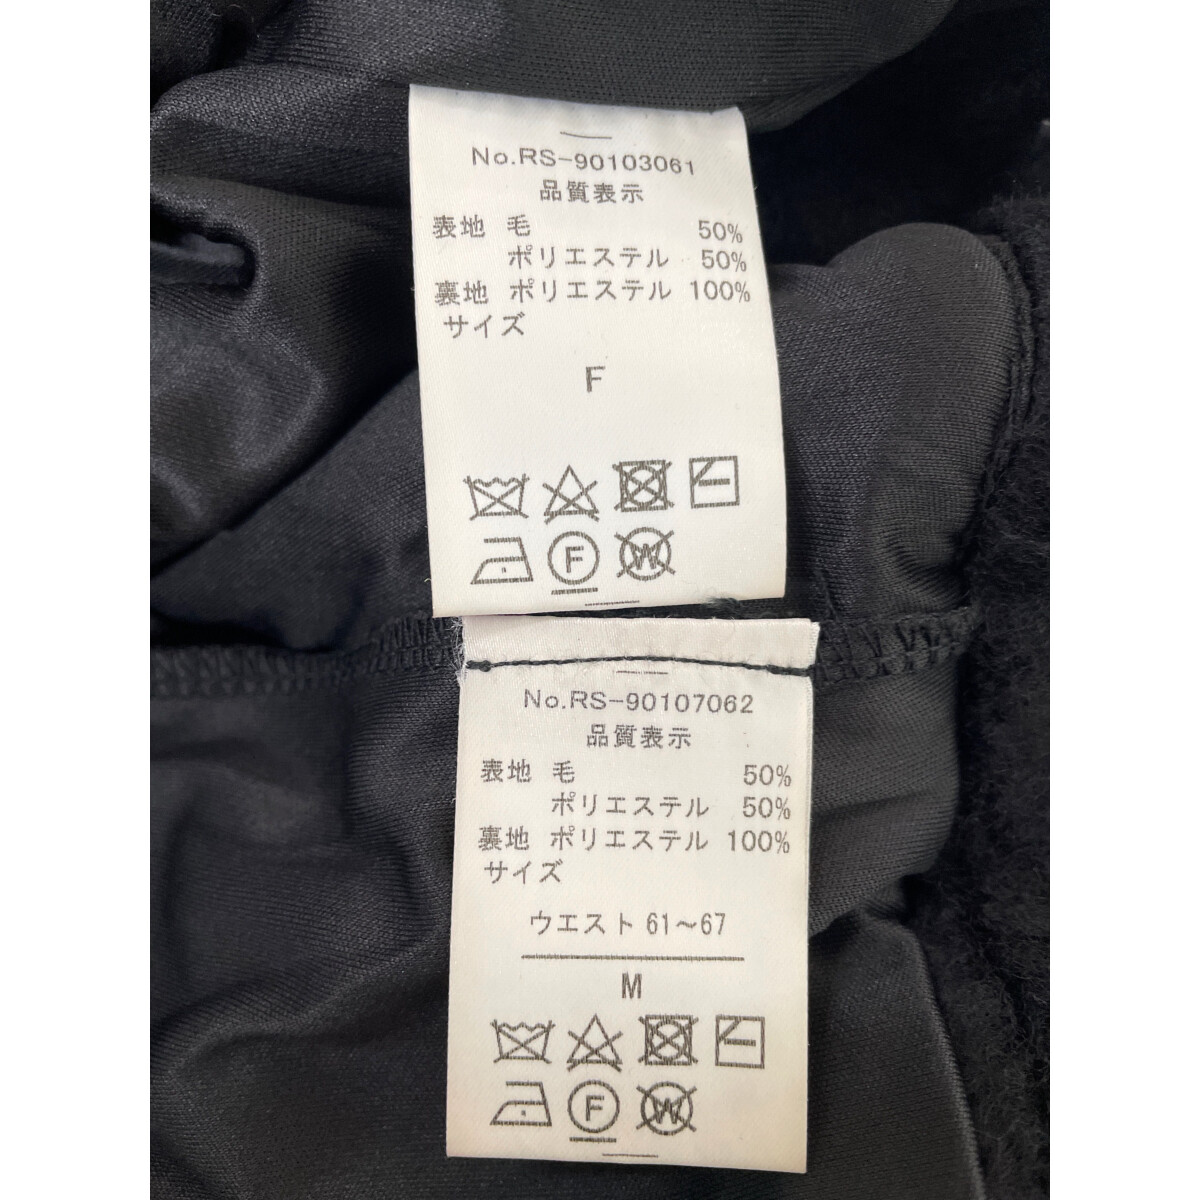 No.RS-90103061
品質表示
表地 毛 50%
ポリエステル 50%
裏地 ポリエステル 100%
サイズ
F
F
W
No.RS-90107062
品質表示
表地 毛 50%
ポリエステル 50%
裏地 ポリエステル 100%
サイズ
ウエスト 61～67
M
F
W